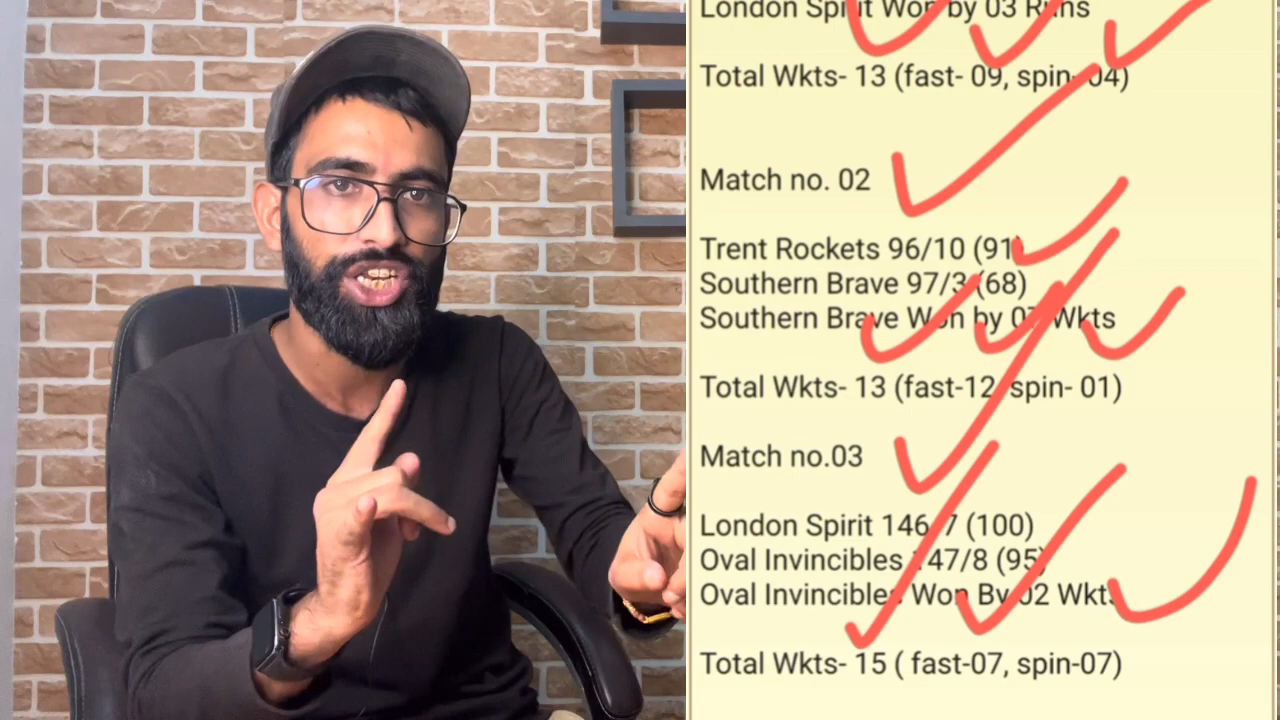 London Spirit Won by 03 Runs
Total Wkts- 13 (fast- 09, spin- 04)
Match no. 02
Trent Rockets 96/10 (91)
Southern Brave 97/3 (68)
Southern Brave Won by 07 Wkts
Total Wkts- 13 (fast-12, spin- 01)
Match no.03
London Spirit 146/7 (100)
Oval Invincibles 147/8 (95)
Oval Invincibles Won By 02 Wkts
Total Wkts- 15 ( fast-07, spin-07)